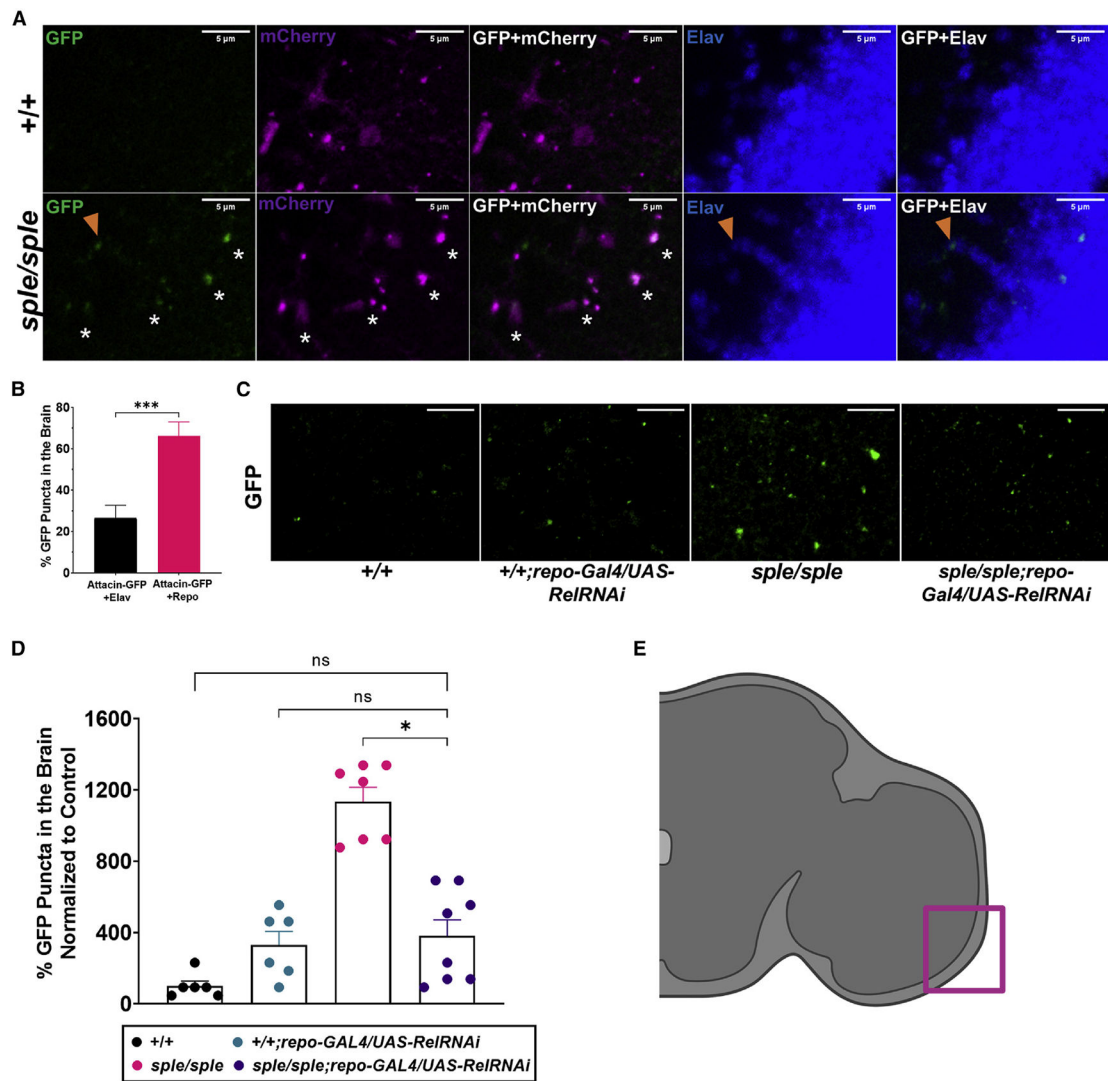 A
+/+
GFP
5 µm
mCherry
5 µm
GFP+mCherry
5 µm
Elav
5 µm
GFP+Elav
5 µm
sple/sple
GFP
5 µm
*
*
*
*
mCherry
5 µm
*
*
*
*
GFP+mCherry
5 µm
*
*
*
*
Elav
5 µm
GFP+Elav
5 µm
B
% GFP Puncta in the Brain
80
60
40
20
0
***
Attacin-GFP
+Elav
Attacin-GFP
+Repo
C
GFP
+/+
+/+;repo-Gal4/UAS-
RelRNAi
sple/sple
sple/sple;repo-
Gal4/UAS-RelRNAi
D
% GFP Puncta in the Brain
Normalized to Control
1600
1200
800
400
0
ns
ns
*
+/+
+/+;repo-GAL4/UAS-RelRNAi
sple/sple
sple/sple;repo-GAL4/UAS-RelRNAi
E